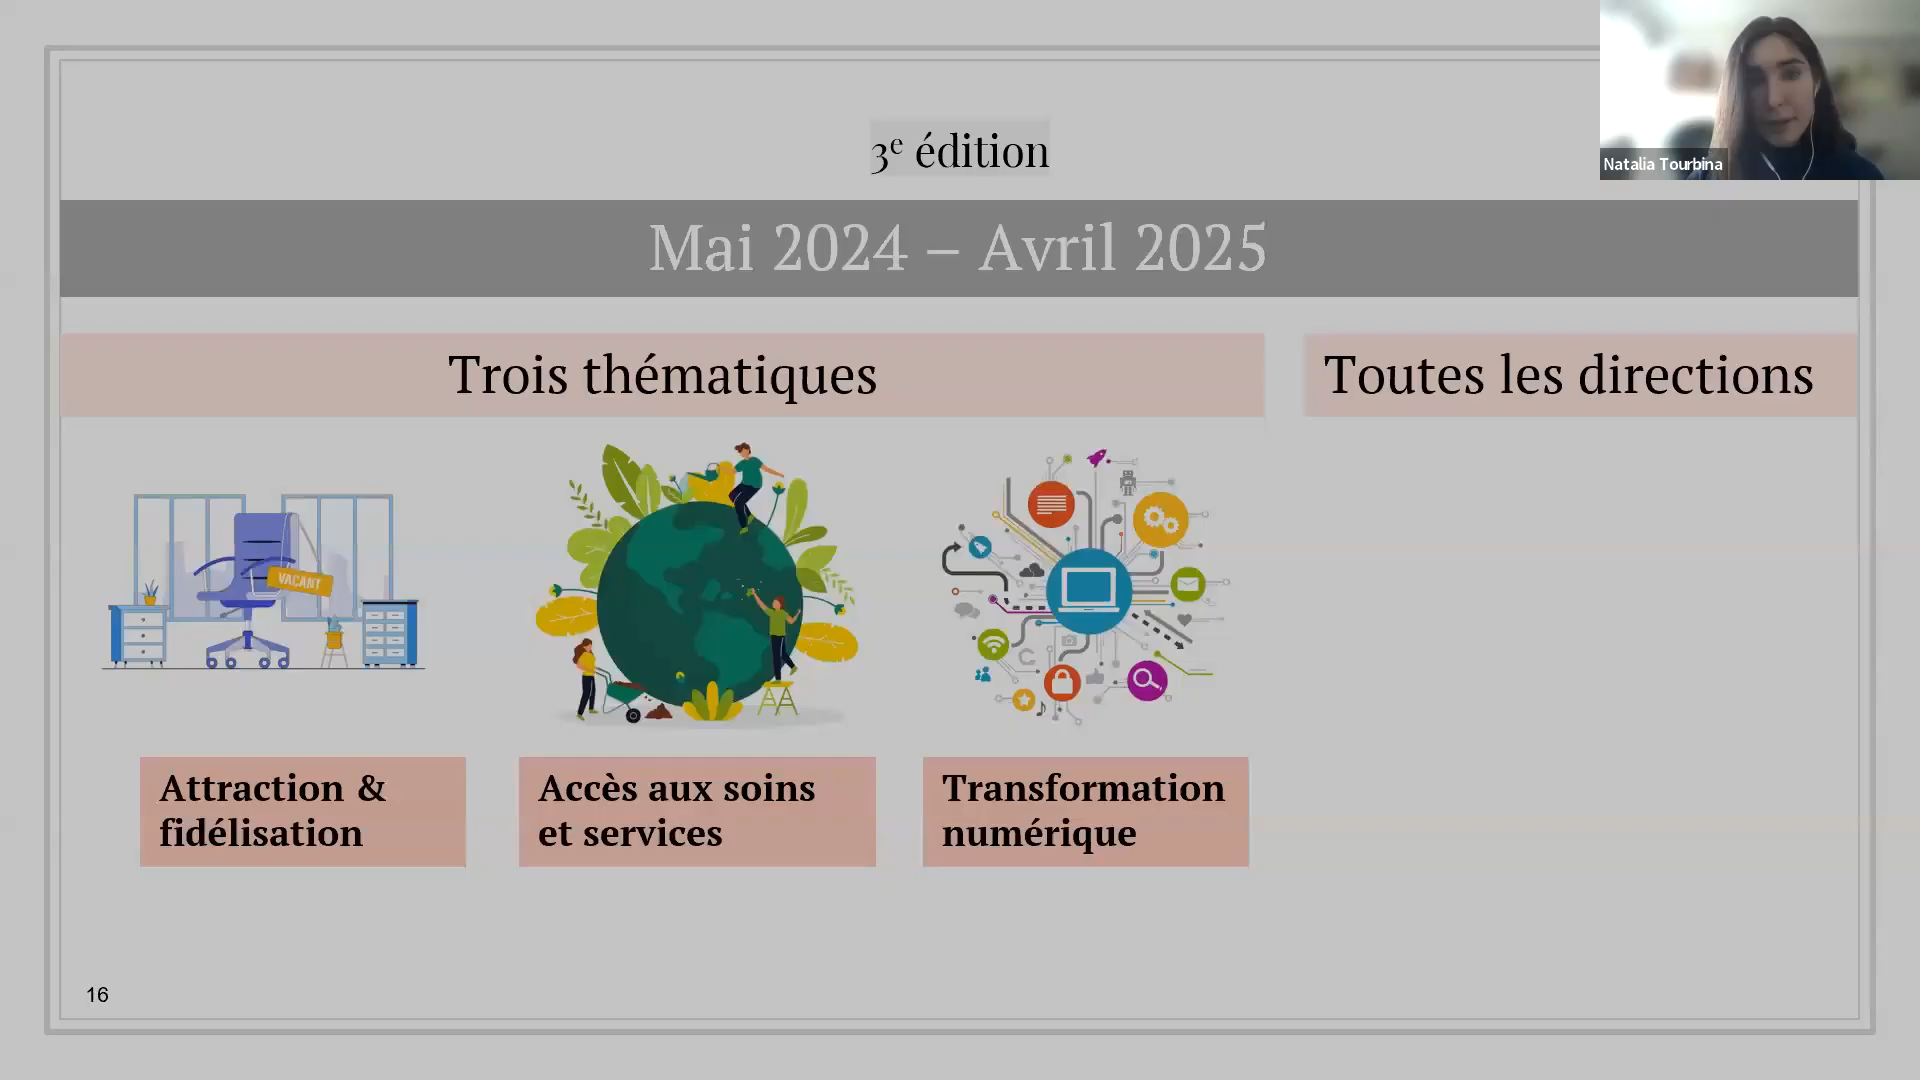 3e édition
Natalia Tourbina
Mai 2024 – Avril 2025
Trois thématiques
Toutes les directions
VACANT
Attraction &
fidélisation
Accès aux soins
et services
Transformation
numérique
16